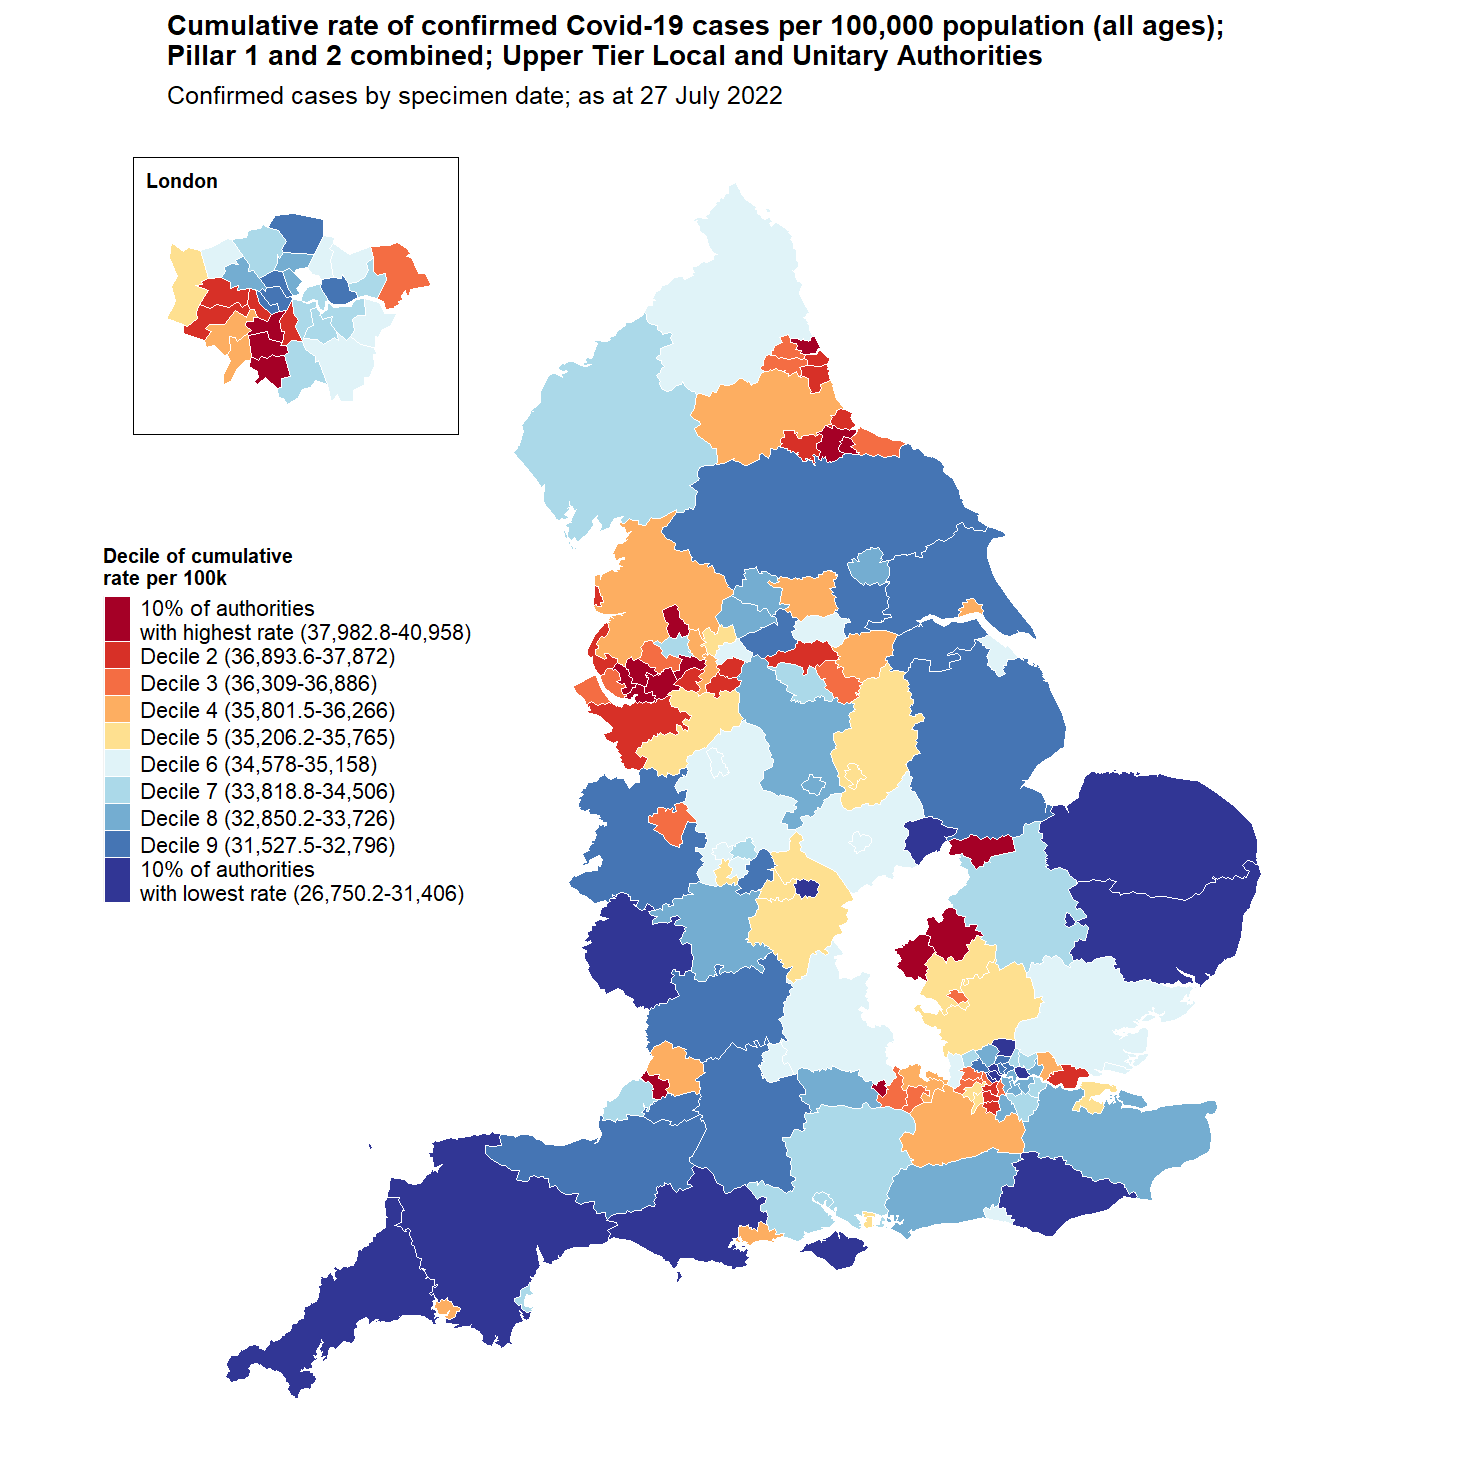 Cumulative rate of confirmed Covid-19 cases per 100,000 population (all ages);
Pillar 1 and 2 combined; Upper Tier Local and Unitary Authorities
Confirmed cases by specimen date; as at 27 July 2022
London
Decile of cumulative
rate per 100k
10% of authorities
with highest rate (37,982.8-40,958)
Decile 2 (36,893.6-37,872)
Decile 3 (36,309-36,886)
Decile 4 (35,801.5-36,266)
Decile 5 (35,206.2-35,765)
Decile 6 (34,578-35,158)
Decile 7 (33,818.8-34,506)
Decile 8 (32,850.2-33,726)
Decile 9 (31,527.5-32,796)
10% of authorities
with lowest rate (26,750.2-31,406)